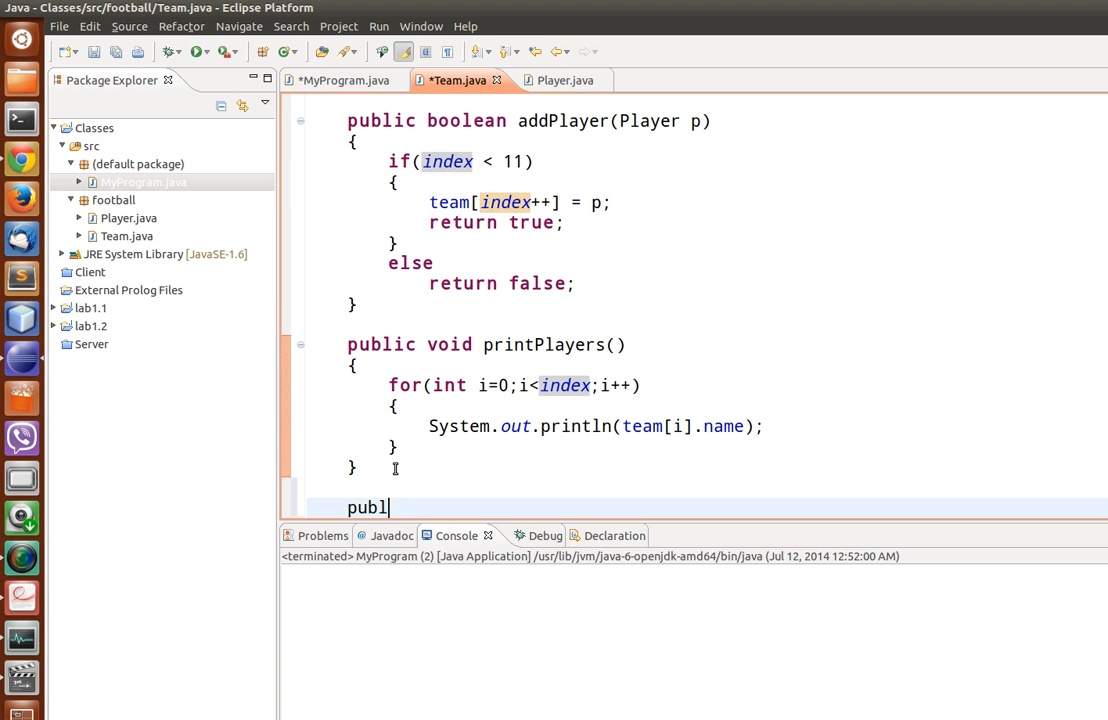 Java - Classes/src/football/Team.java - Eclipse Platform
File Edit Source Refactor Navigate Search Project Run Window Help
Package Explorer
*MyProgram.java *Team.java Player.java
Classes
src
(default package)
MyProgram.java
football
Player.java
Team.java
JRE System Library [JavaSE-1.6]
Client
External Prolog Files
lab1.1
lab1.2
Server
public boolean addPlayer(Player p)
{
if(index < 11)
{
team[index++] = p;
return true;
}
else
return false;
}
public void printPlayers()
{
for(int i=0;i<index;i++)
{
System.out.println(team[i].name);
}
}
publ
Problems @ Javadoc Console Debug Declaration
<terminated> MyProgram (2) [Java Application] /usr/lib/jvm/java-6-openjdk-amd64/bin/java (Jul 12, 2014 12:52:00 AM)